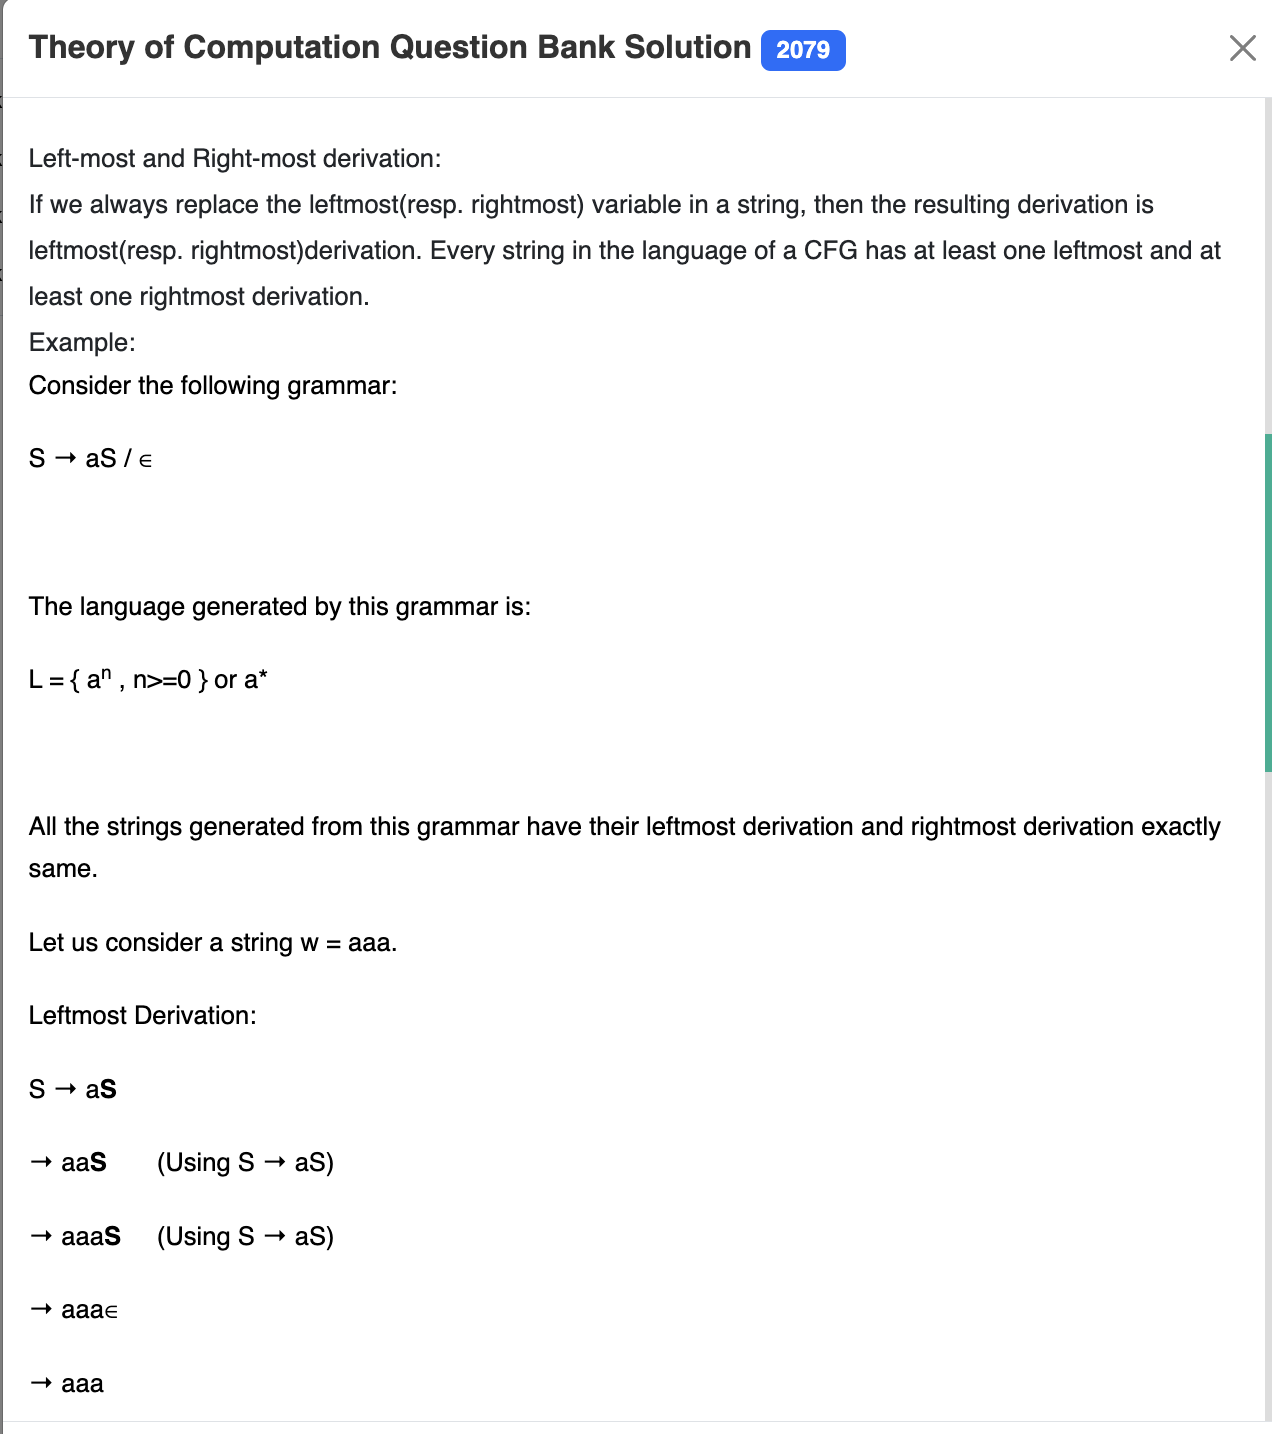 Theory of Computation Question Bank Solution 2079
Left-most and Right-most derivation:
If we always replace the leftmost(resp. rightmost) variable in a string, then the resulting derivation is
leftmost(resp. rightmost)derivation. Every string in the language of a CFG has at least one leftmost and at
least one rightmost derivation.
Example:
Consider the following grammar:
S → aS / ∈
The language generated by this grammar is:
L = { aⁿ , n>=0 } or a*
All the strings generated from this grammar have their leftmost derivation and rightmost derivation exactly
same.
Let us consider a string w = aaa.
Leftmost Derivation:
S → aS
→ aaS (Using S → aS)
→ aaaS (Using S → aS)
→ aaa∈
→ aaa